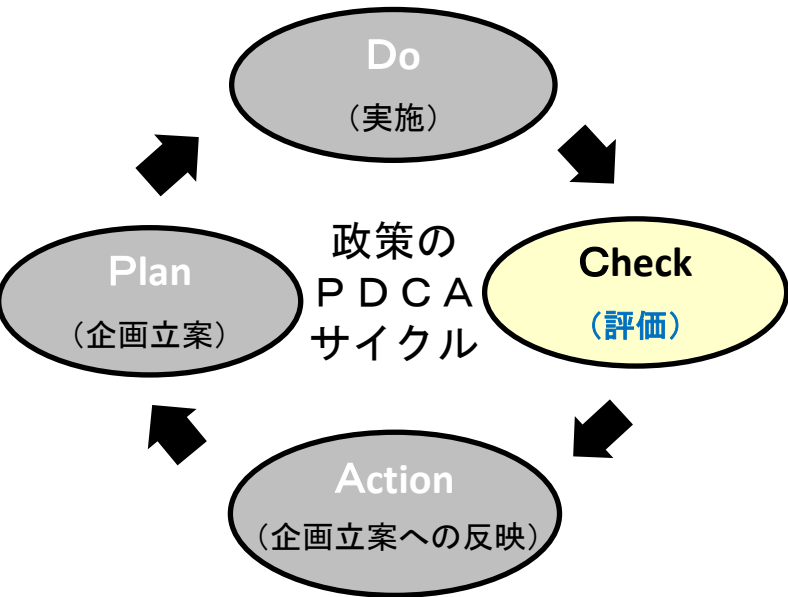 Do
（実施）
Plan
（企画立案）
政策の
ＰＤＣＡ
サイクル
Check
（評価）
Action
（企画立案への反映）